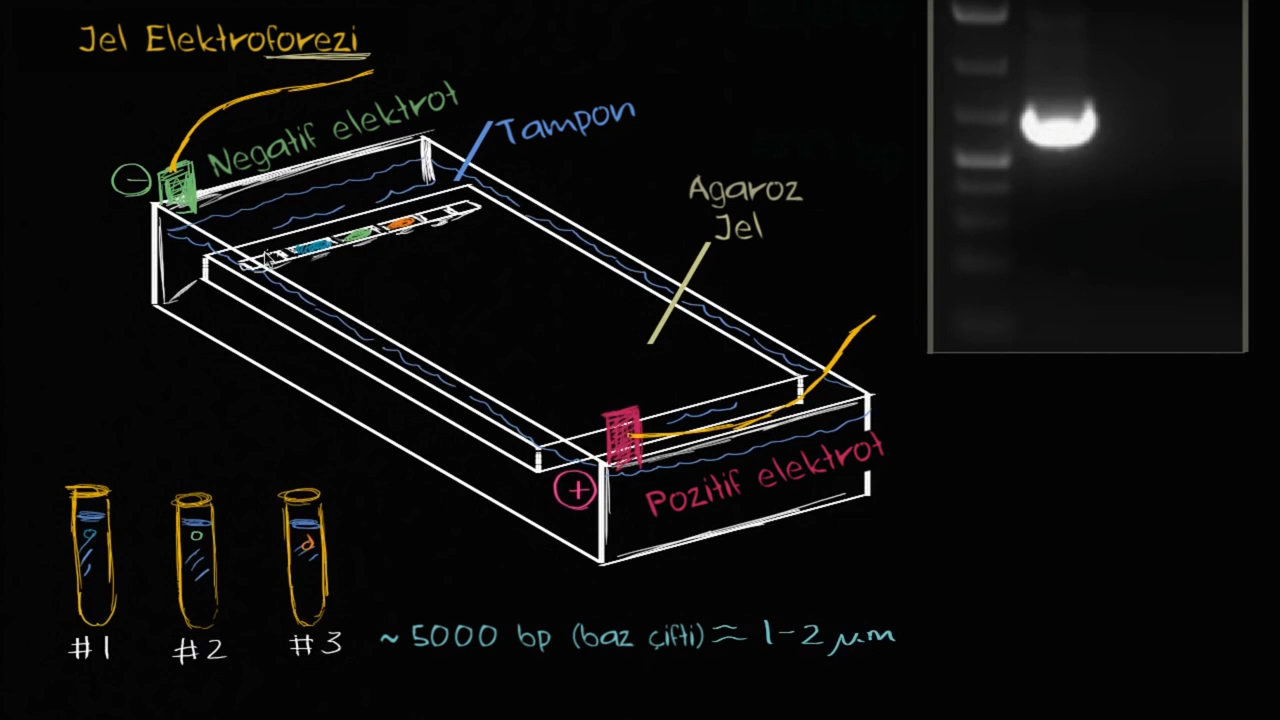 Jel Elektroforezi
Negatif elektrot
−
Tampon
Agaroz
Jel
+
Pozitif elektrot
#1 #2 #3
~ 5000 bp (baz çifti) ≈ 1-2 μm